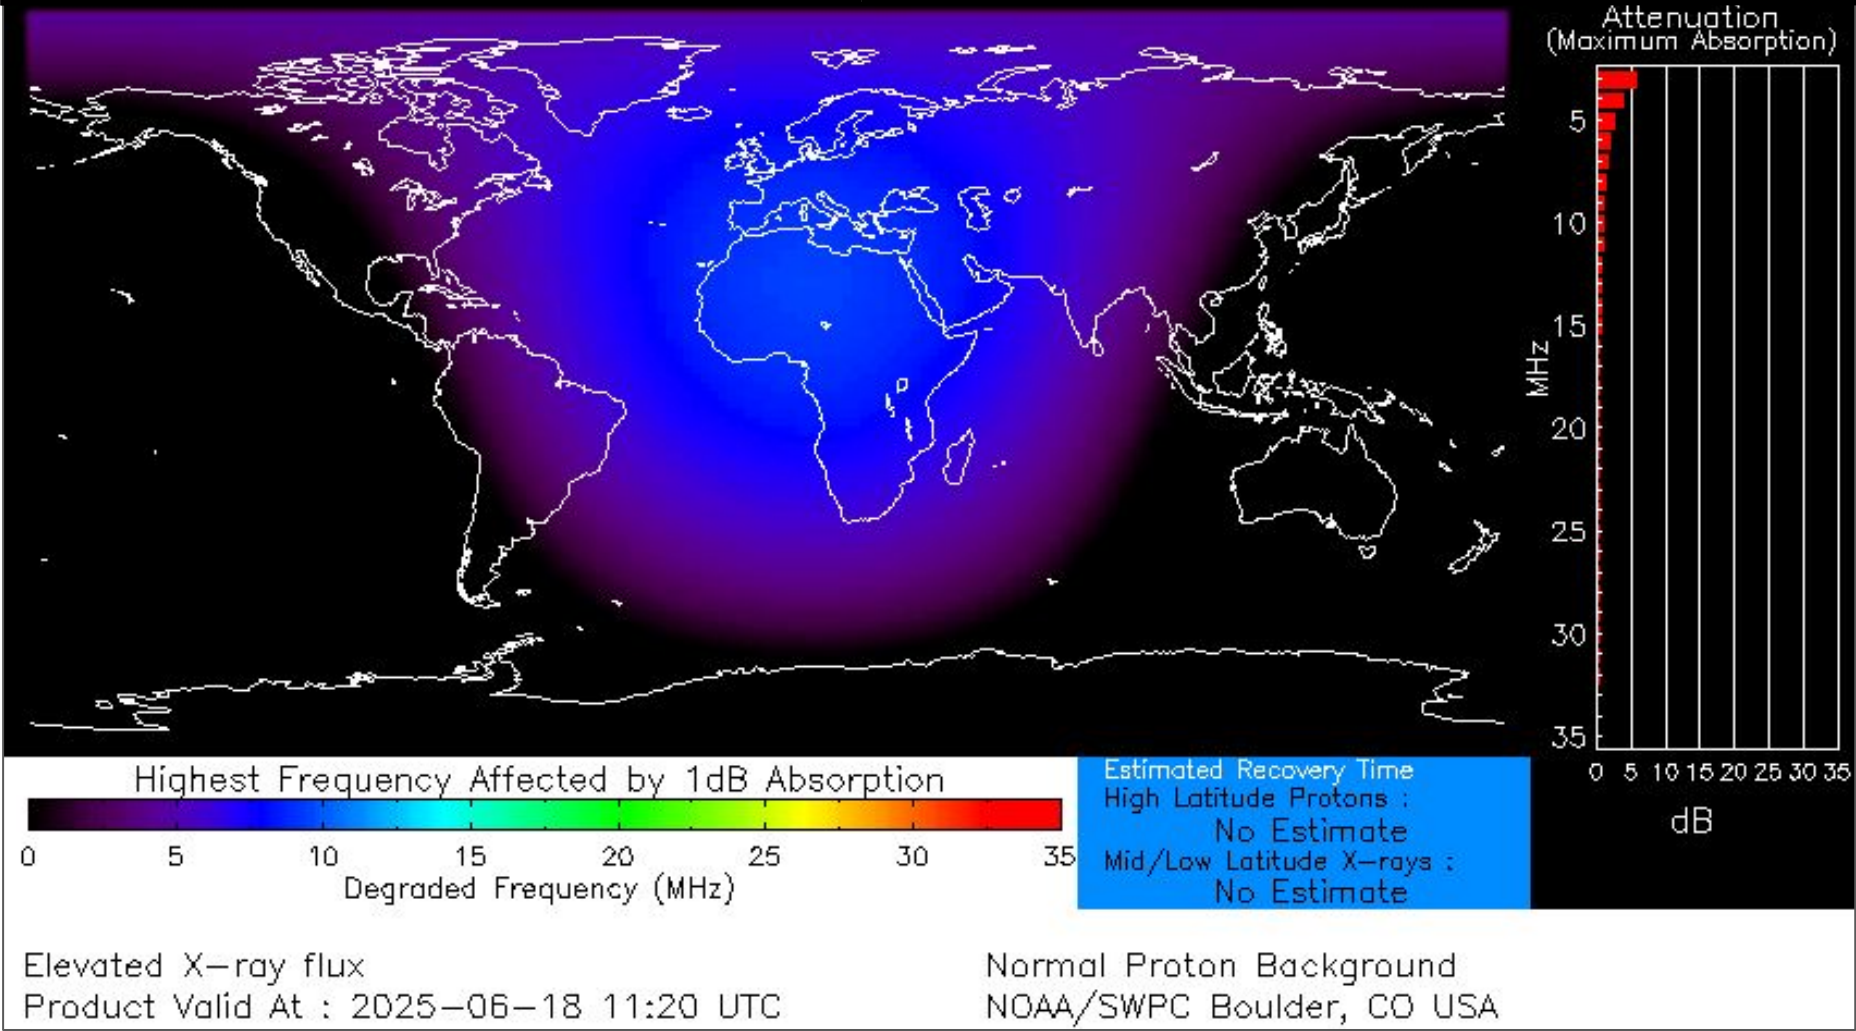 Attenuation
(Maximum Absorption)
5
10
15
20
25
30
35
MHz
0 5 10 15 20 25 30 35
dB
Highest Frequency Affected by 1dB Absorption
0 5 10 15 20 25 30 35
Degraded Frequency (MHz)
Estimated Recovery Time
High Latitude Protons :
No Estimate
Mid/Low Latitude X-rays :
No Estimate
Elevated X-ray flux
Product Valid At : 2025-06-18 11:20 UTC
Normal Proton Background
NOAA/SWPC Boulder, CO USA